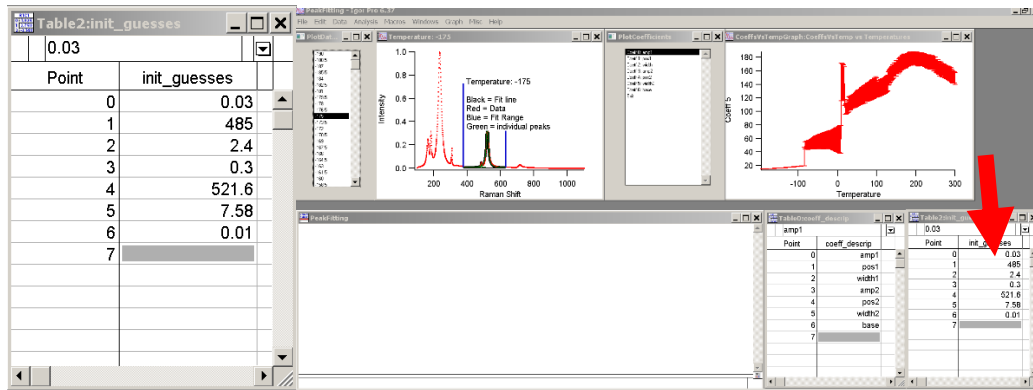 Table2:init_guesses
0.03
Point init_guesses
0 0.03
1 485
2 2.4
3 0.3
4 521.6
5 7.58
6 0.01
7
PeakFitting - Igor Pro 6.37
File Edit Data Analysis Macros Windows Graph Misc Help
Temperature: -175
1.0
0.8
0.6
0.4
0.2
0.0
Intensity
Temperature: -175
Black = Fit line
Red = Data
Blue = Fit Range
Green = individual peaks
200 400 600 800 1000
Raman Shift
PlotCoefficients
CoeffsVsTempGraph:CoeffsVsTemp vs Temperatures
180
160
140
120
100
80
60
40
20
Coeff 5
-100 0 100 200 300
Temperature
PeakFitting
Table0:coeff_descrip
amp1
Point coeff_descrip
0 amp1
1 pos1
2 width1
3 amp2
4 pos2
5 width2
6 base
7
0.03
Point
0 0.03
1 485
2 2.4
3 0.3
4 521.6
5 7.58
6 0.01
7